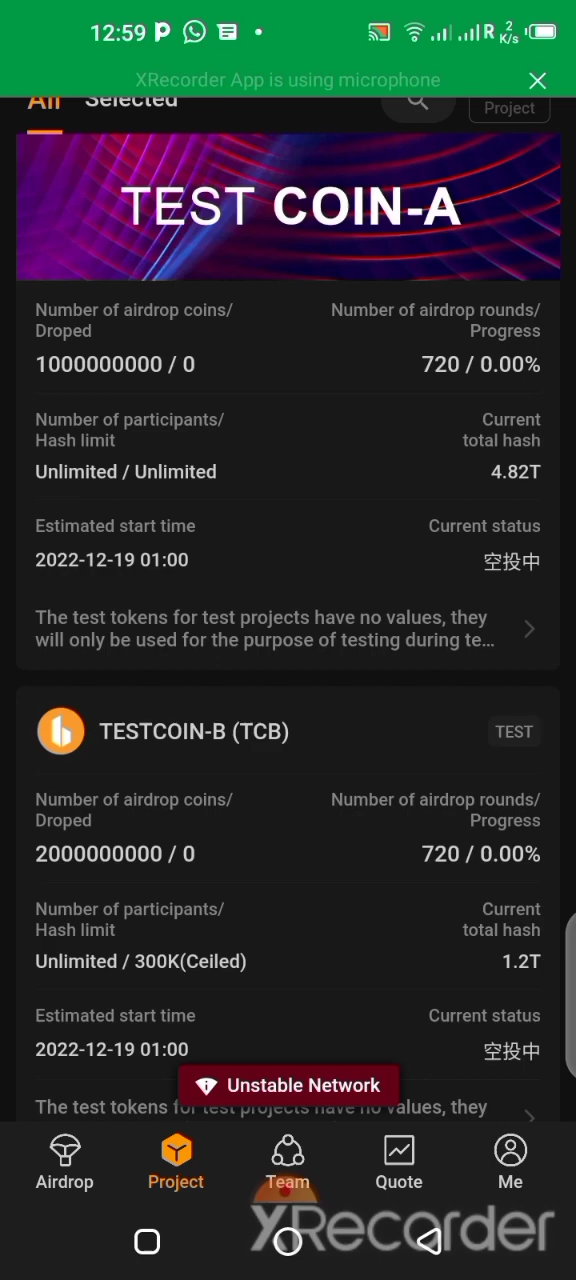 12:59
R 2 K/s
XRecorder App is using microphone
All Selected
Project
TEST COIN-A
Number of airdrop coins/ Number of airdrop rounds/
Droped Progress
1000000000 / 0 720 / 0.00%
Number of participants/ Current
Hash limit total hash
Unlimited / Unlimited 4.82T
Estimated start time Current status
2022-12-19 01:00 空投中
The test tokens for test projects have no values, they
will only be used for the purpose of testing during te...
TESTCOIN-B (TCB) TEST
Number of airdrop coins/ Number of airdrop rounds/
Droped Progress
2000000000 / 0 720 / 0.00%
Number of participants/ Current
Hash limit total hash
Unlimited / 300K(Ceiled) 1.2T
Estimated start time Current status
2022-12-19 01:00 空投中
Unstable Network
The test tokens for test projects have no values, they
Airdrop Project Team Quote Me
XRecorder